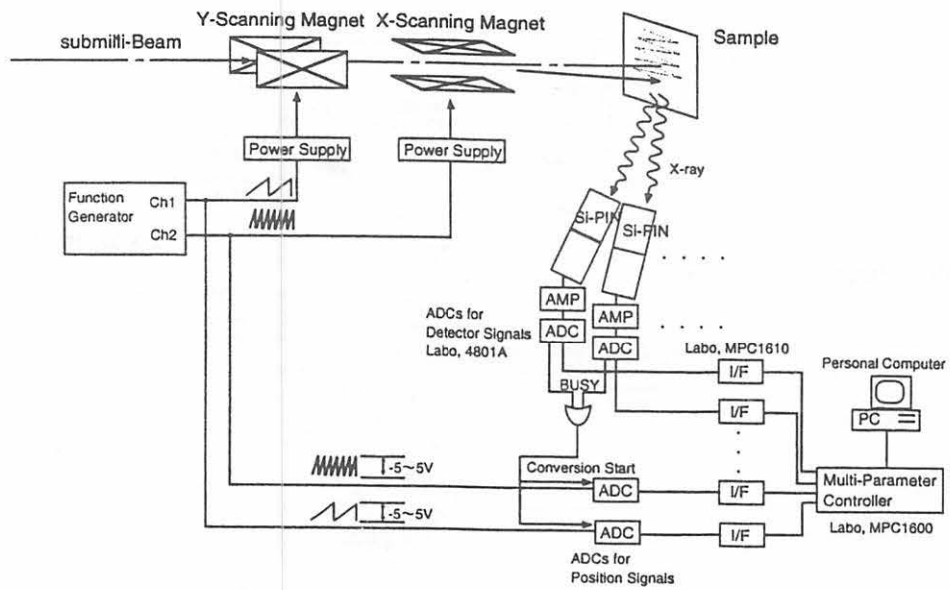 Y-Scanning Magnet
X-Scanning Magnet
submilli-Beam
Sample
Power Supply
Power Supply
X-ray
Function
Generator
Ch1
Ch2
Si-PIN
Si-PIN
AMP
AMP
ADCs for
Detector Signals
Labo, 4801A
ADC
ADC
Labo, MPC1610
Personal Computer
I/F
BUSY
I/F
PC
-5~5V
Conversion Start
ADC
I/F
Multi-Parameter
Controller
-5~5V
ADC
I/F
Labo, MPC1600
ADCs for
Position Signals